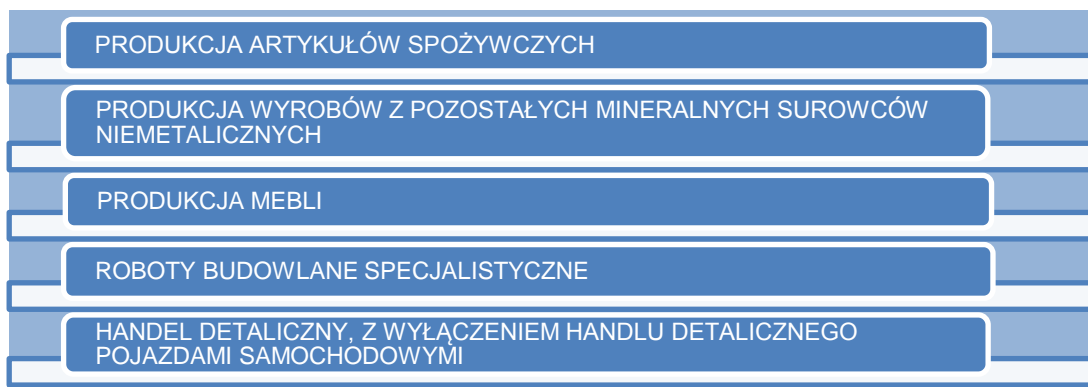 PRODUKCJA ARTYKUŁÓW SPOŻYWCZYCH
PRODUKCJA WYROBÓW Z POZOSTAŁYCH MINERALNYCH SUROWCÓW
NIEMETALICZNYCH
PRODUKCJA MEBLI
ROBOTY BUDOWLANE SPECJALISTYCZNE
HANDEL DETALICZNY, Z WYŁĄCZENIEM HANDLU DETALICZNEGO
POJAZDAMI SAMOCHODOWYMI